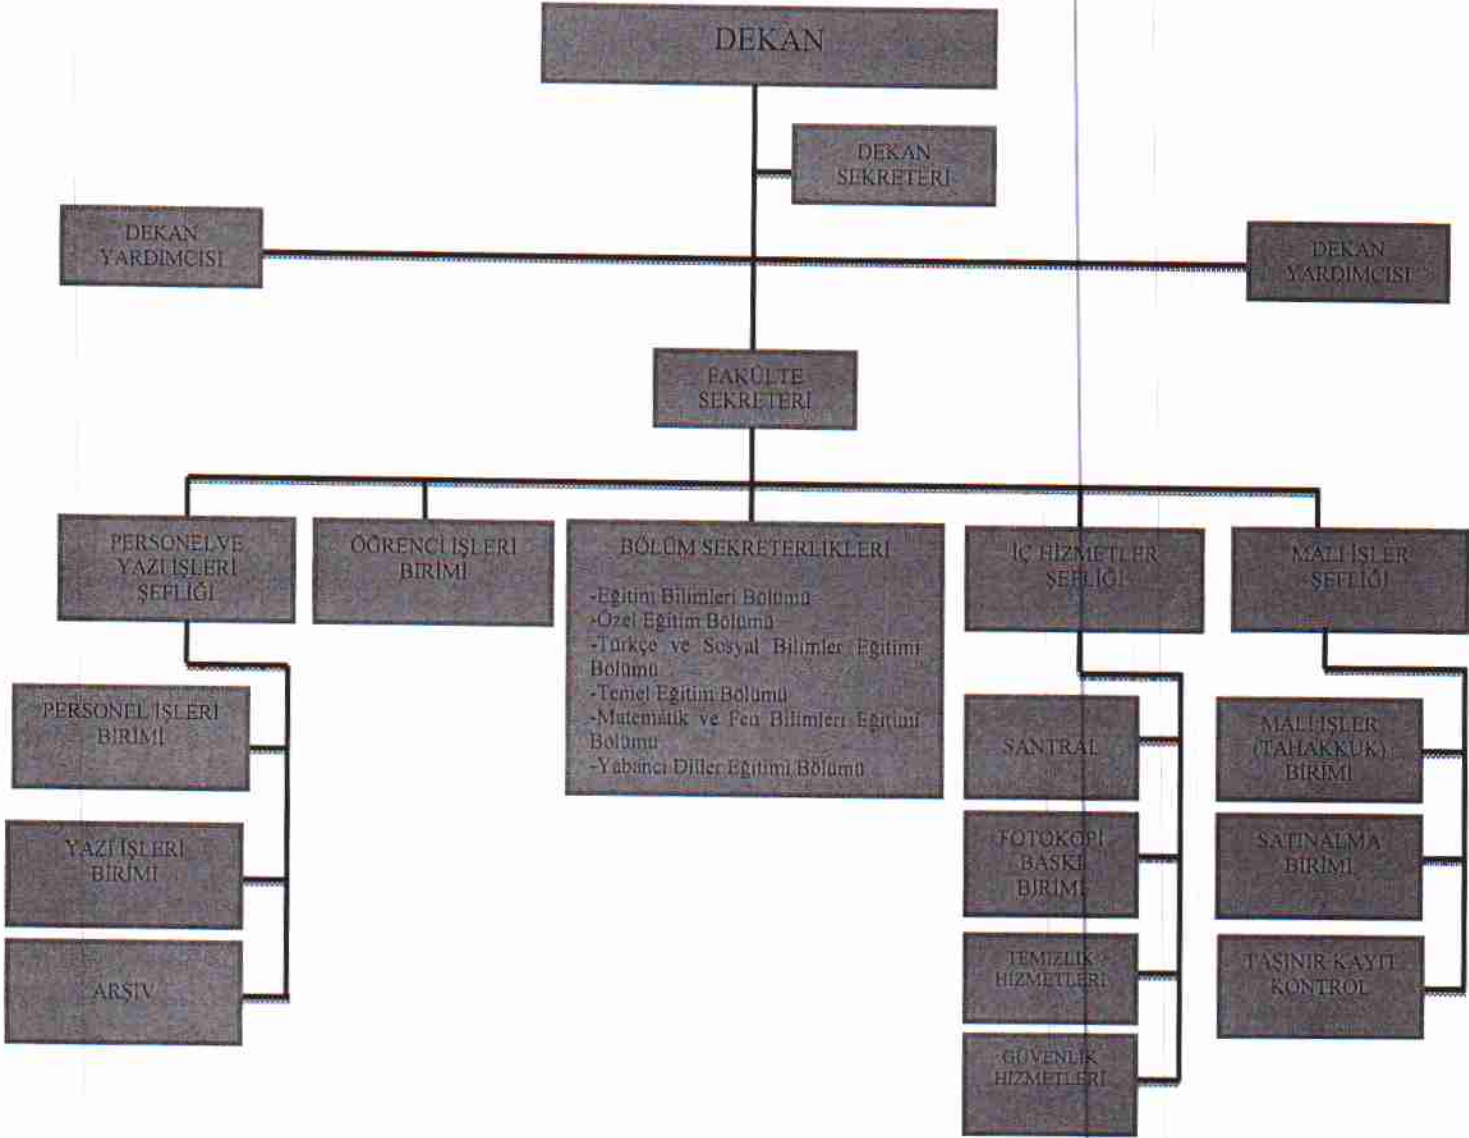 DEKAN
DEKAN
SEKRETERİ
DEKAN
YARDIMCISI
DEKAN
YARDIMCISI
FAKÜLTE
SEKRETERİ
PERSONEL VE
YAZI İŞLERİ
ŞEFLİĞİ
ÖĞRENCİ İŞLERİ
BİRİMİ
BÖLÜM SEKRETERLİKLERİ
-Eğitim Bilimleri Bölümü
-Özel Eğitim Bölümü
-Türkçe ve Sosyal Bilimler Eğitimi
Bölümü
-Temel Eğitim Bölümü
-Matematik ve Fen Bilimleri Eğitimi
Bölümü
-Yabancı Diller Eğitimi Bölümü
İÇ HİZMETLER
ŞEFLİĞİ
MALİ İŞLER
ŞEFLİĞİ
PERSONEL İŞLERİ
BİRİMİ
YAZI İŞLERİ
BİRİMİ
ARŞİV
SANTRAL
FOTOKOPİ
BASKI
BİRİMİ
TEMİZLİK
HİZMETLERİ
GÜVENLİK
HİZMETLERİ
MALİ İŞLER
(TAHAKKUK)
BİRİMİ
SATINALMA
BİRİMİ
TAŞINIR KAYIT
KONTROL